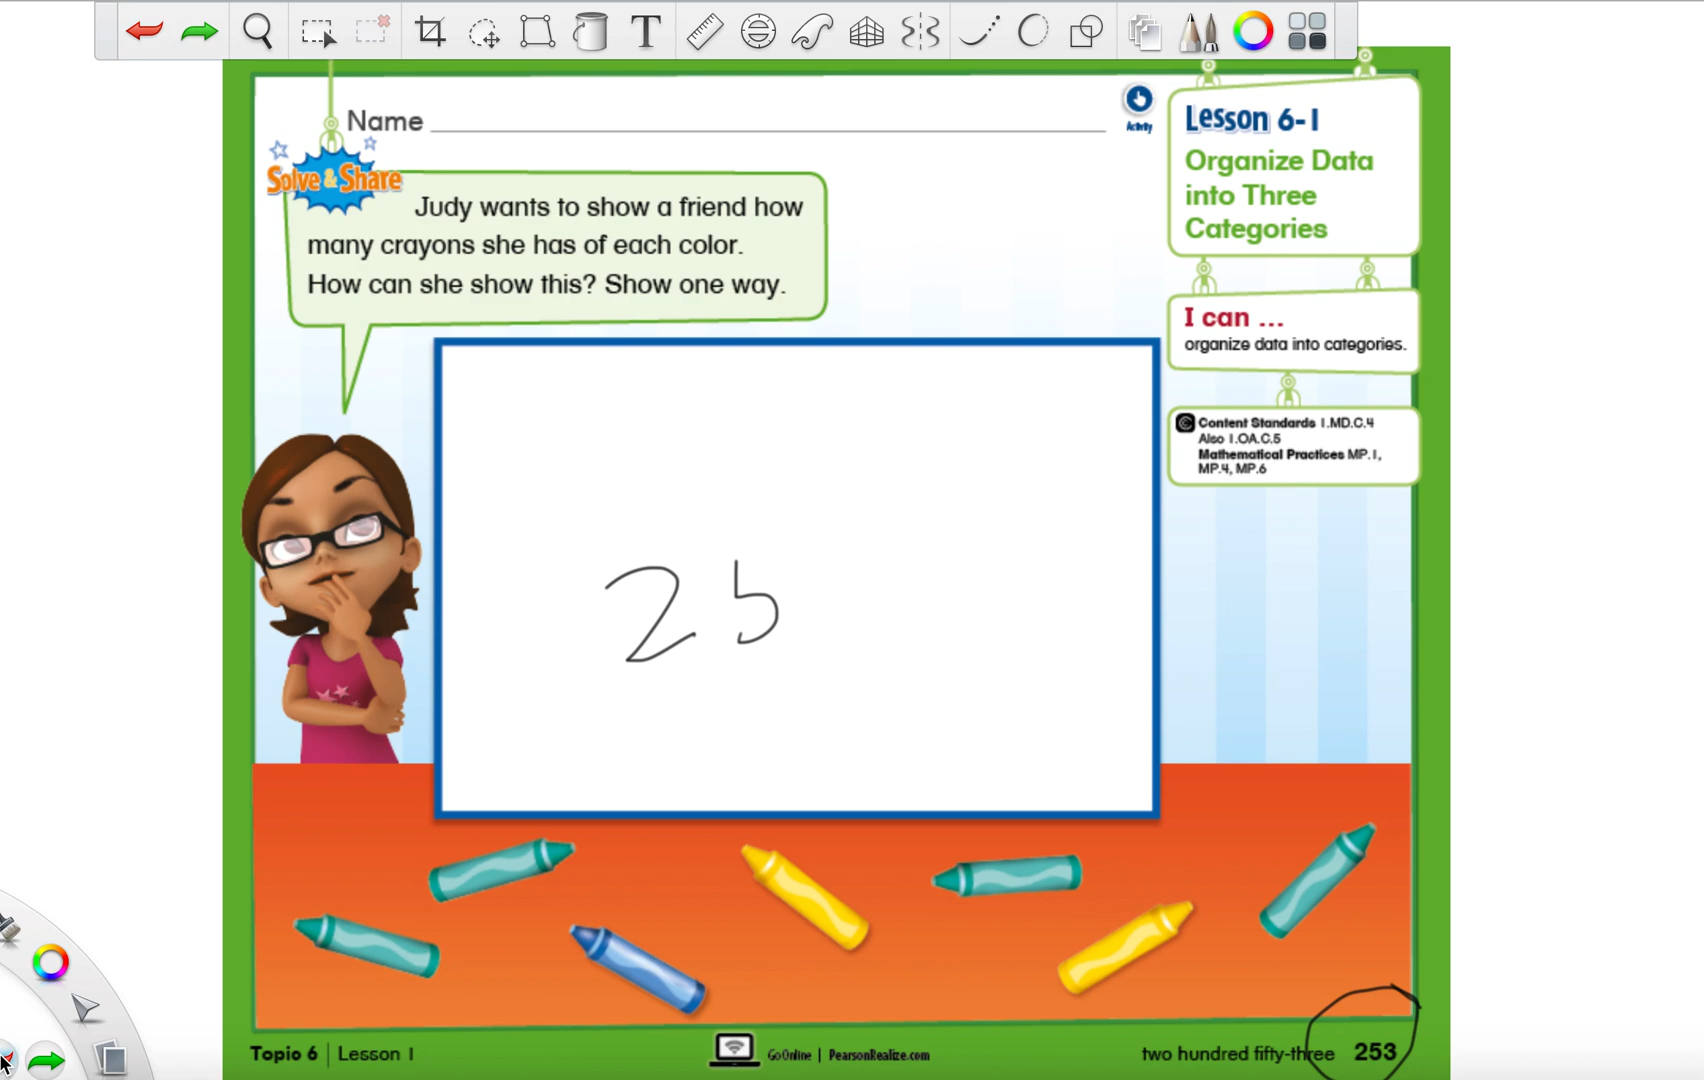 Name
Activity
Lesson 6-1
Organize Data
into Three
Categories
Solve & Share
Judy wants to show a friend how
many crayons she has of each color.
How can she show this? Show one way.
I can ...
organize data into categories.
Content Standards 1.MD.C.4
Also 1.OA.C.5
Mathematical Practices MP.1,
MP.4, MP.6
25
Topic 6 | Lesson 1
Go Online | PearsonRealize.com
two hundred fifty-three 253